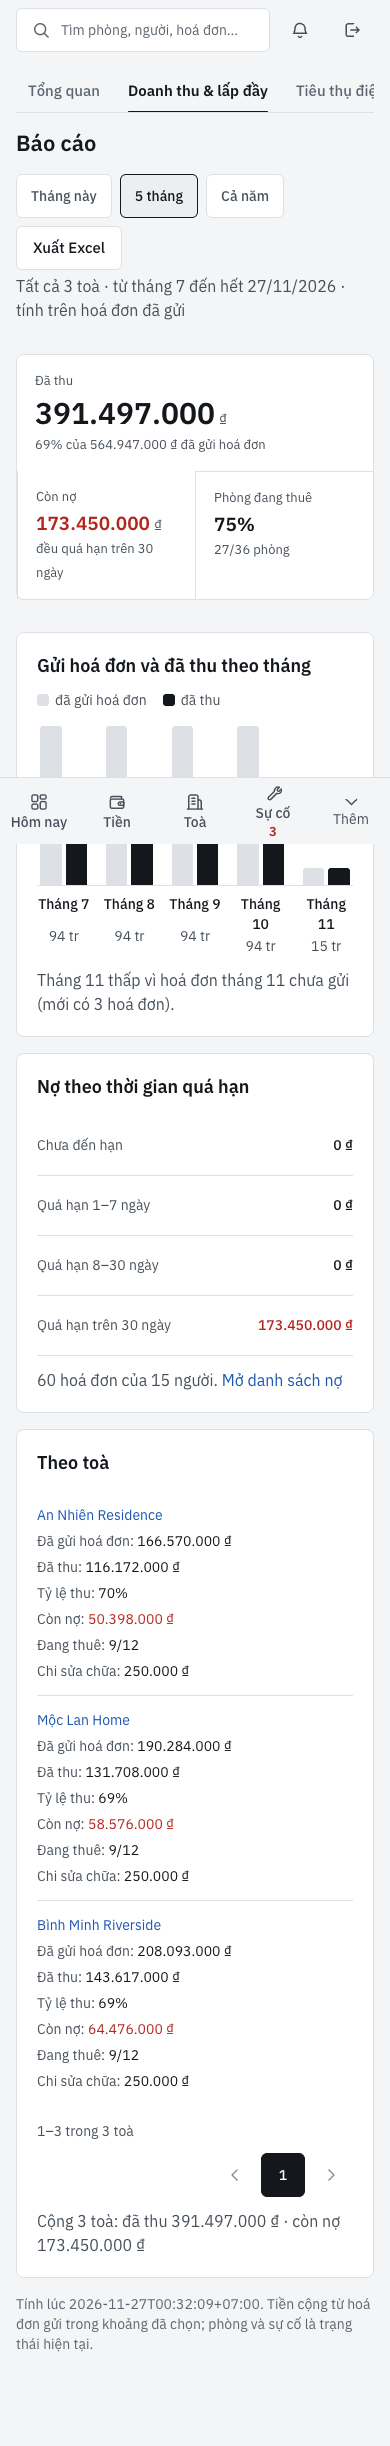 Tìm phòng, người, hoá đơn...
Tổng quan
Doanh thu & lấp đầy
Tiêu thụ điệ
Báo cáo
Tháng này
5 tháng
Cả năm
Xuất Excel
Tất cả 3 toà · từ tháng 7 đến hết 27/11/2026 ·
tính trên hoá đơn đã gửi
Đã thu
391.497.000 ₫
69% của 564.947.000 ₫ đã gửi hoá đơn
Còn nợ
173.450.000 ₫
đều quá hạn trên 30
ngày
Phòng đang thuê
75%
27/36 phòng
Gửi hoá đơn và đã thu theo tháng
đã gửi hoá đơn
đã thu
Hôm nay
Tiền
Toà
Sự cố
3
Thêm
Tháng 7
94 tr
Tháng 8
94 tr
Tháng 9
94 tr
Tháng
10
94 tr
Tháng
11
15 tr
Tháng 11 thấp vì hoá đơn tháng 11 chưa gửi
(mới có 3 hoá đơn).
Nợ theo thời gian quá hạn
Chưa đến hạn 0 ₫
Quá hạn 1–7 ngày 0 ₫
Quá hạn 8–30 ngày 0 ₫
Quá hạn trên 30 ngày 173.450.000 ₫
60 hoá đơn của 15 người. Mở danh sách nợ
Theo toà
An Nhiên Residence
Đã gửi hoá đơn: 166.570.000 ₫
Đã thu: 116.172.000 ₫
Tỷ lệ thu: 70%
Còn nợ: 50.398.000 ₫
Đang thuê: 9/12
Chi sửa chữa: 250.000 ₫
Mộc Lan Home
Đã gửi hoá đơn: 190.284.000 ₫
Đã thu: 131.708.000 ₫
Tỷ lệ thu: 69%
Còn nợ: 58.576.000 ₫
Đang thuê: 9/12
Chi sửa chữa: 250.000 ₫
Bình Minh Riverside
Đã gửi hoá đơn: 208.093.000 ₫
Đã thu: 143.617.000 ₫
Tỷ lệ thu: 69%
Còn nợ: 64.476.000 ₫
Đang thuê: 9/12
Chi sửa chữa: 250.000 ₫
1–3 trong 3 toà
1
Cộng 3 toà: đã thu 391.497.000 ₫ · còn nợ
173.450.000 ₫
Tính lúc 2026-11-27T00:32:09+07:00. Tiền cộng từ hoá
đơn gửi trong khoảng đã chọn; phòng và sự cố là trạng
thái hiện tại.